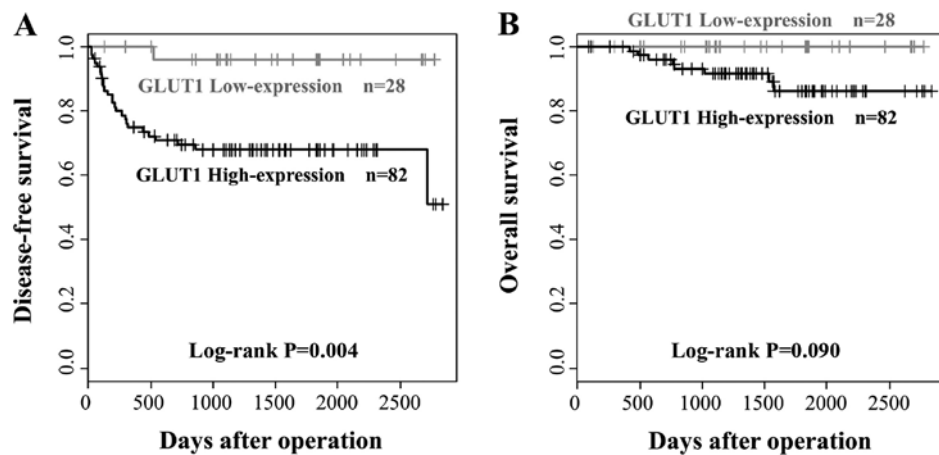 A
GLUT1 Low-expression n=28
GLUT1 High-expression n=82
Log-rank P=0.004
Disease-free survival
1.0
0.8
0.6
0.4
0.2
0.0
0 500 1000 1500 2000 2500
Days after operation
B
GLUT1 Low-expression n=28
GLUT1 High-expression n=82
Log-rank P=0.090
Overall survival
1.0
0.8
0.6
0.4
0.2
0.0
0 500 1000 1500 2000 2500
Days after operation